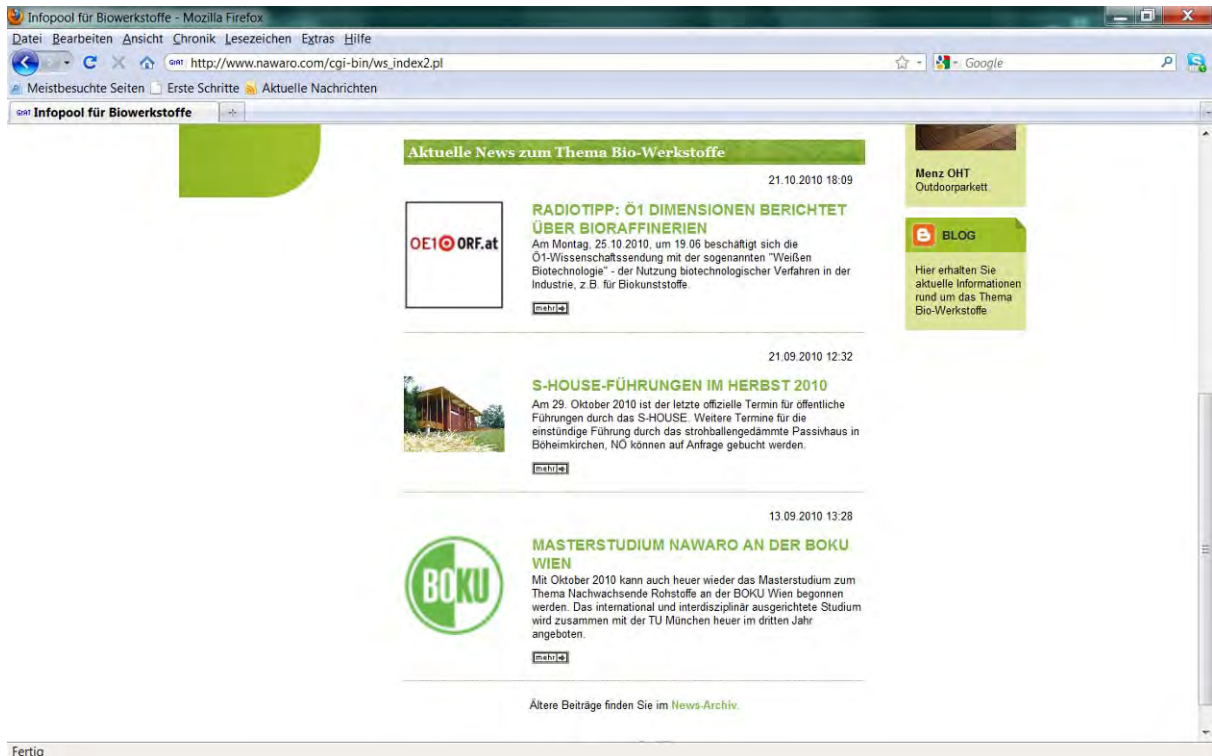 Infopool für Biowerkstoffe - Mozilla Firefox
Datei Bearbeiten Ansicht Chronik Lesezeichen Extras Hilfe
GrAT http://www.nawaro.com/cgi-bin/ws_index2.pl
Google
Meistbesuchte Seiten Erste Schritte Aktuelle Nachrichten
GrAT Infopool für Biowerkstoffe
Aktuelle News zum Thema Bio-Werkstoffe
21.10.2010 18:09
OE1 ORF.at
RADIOTIPP: Ö1 DIMENSIONEN BERICHTET
ÜBER BIORAFFINERIEN
Am Montag, 25.10.2010, um 19.06 beschäftigt sich die
Ö1-Wissenschaftssendung mit der sogenannten "Weißen
Biotechnologie" - der Nutzung biotechnologischer Verfahren in der
Industrie, z.B. für Biokunststoffe.
mehr
21.09.2010 12:32
S-HOUSE-FÜHRUNGEN IM HERBST 2010
Am 29. Oktober 2010 ist der letzte offizielle Termin für öffentliche
Führungen durch das S-HOUSE. Weitere Termine für die
einstündige Führung durch das strohballengedämmte Passivhaus in
Böheimkirchen, NÖ können auf Anfrage gebucht werden.
mehr
13.09.2010 13:28
BOKU
MASTERSTUDIUM NAWARO AN DER BOKU
WIEN
Mit Oktober 2010 kann auch heuer wieder das Masterstudium zum
Thema Nachwachsende Rohstoffe an der BOKU Wien begonnen
werden. Das international und interdisziplinär ausgerichtete Studium
wird zusammen mit der TU München heuer im dritten Jahr
angeboten.
mehr
Ältere Beiträge finden Sie im News-Archiv.
Menz OHT
Outdoorparkett
BLOG
Hier erhalten Sie
aktuelle Informationen
rund um das Thema
Bio-Werkstoffe
Fertig